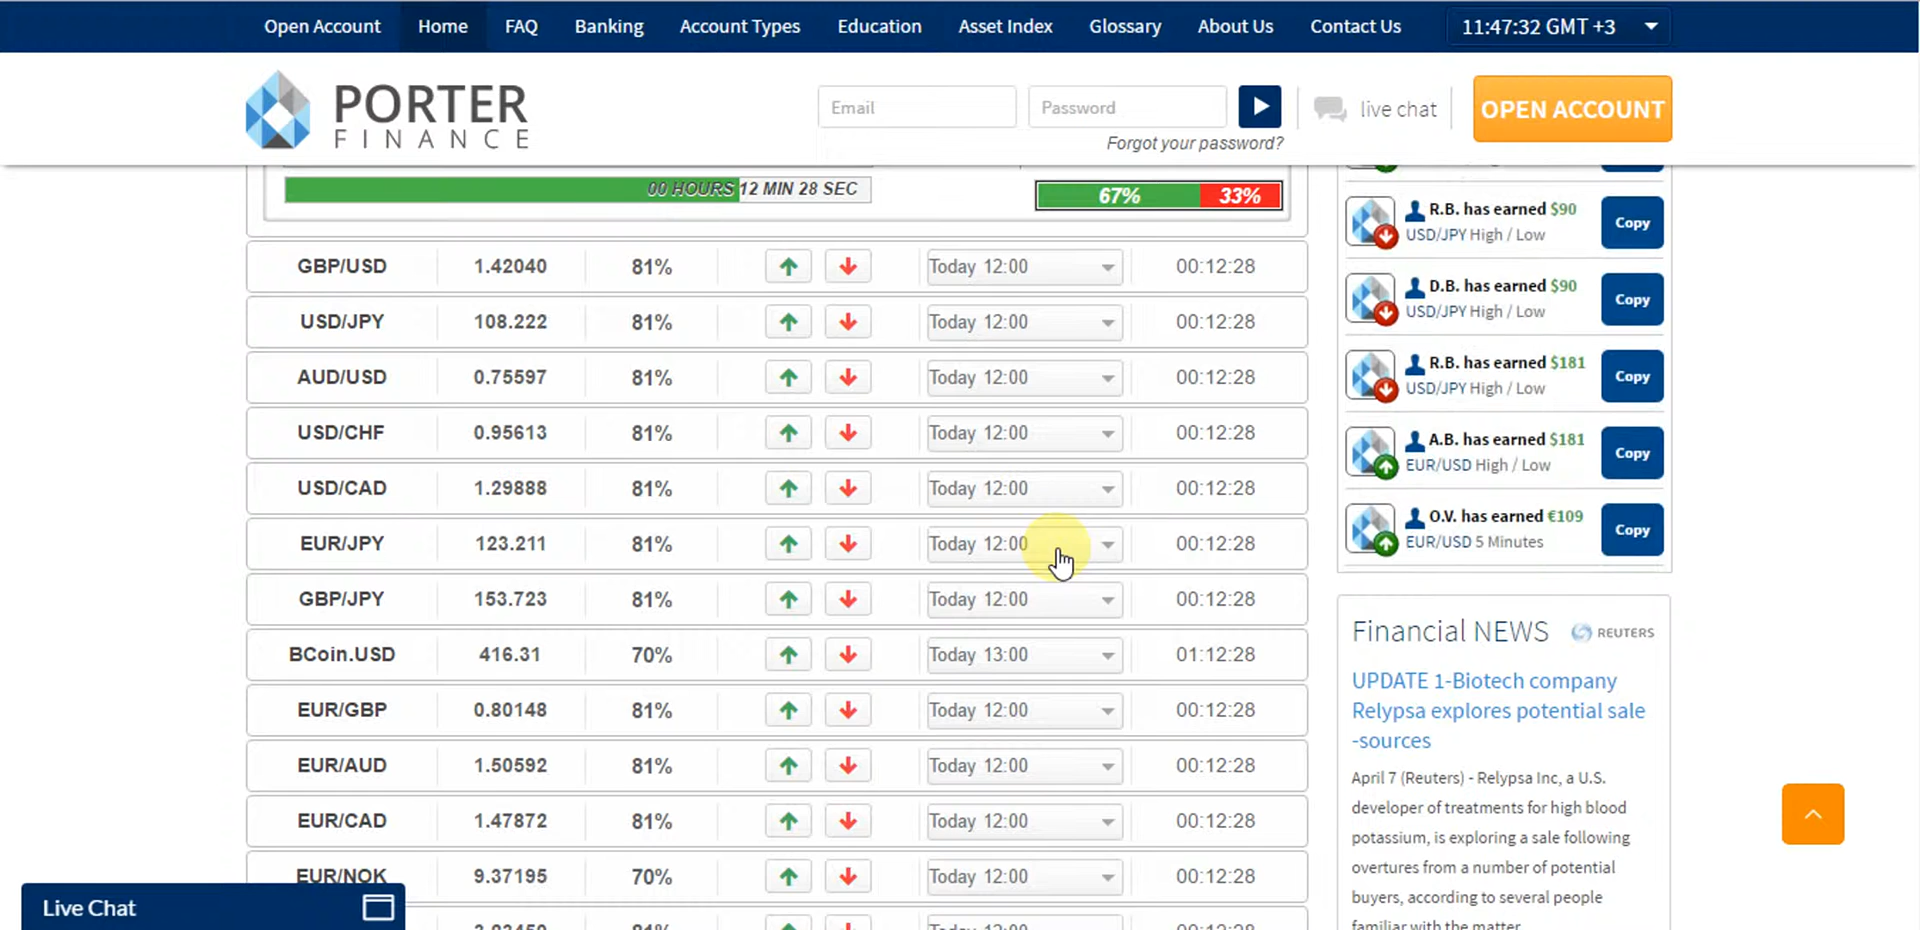 Open Account Home FAQ Banking Account Types Education Asset Index Glossary About Us Contact Us 11:47:32 GMT +3
PORTER
FINANCE
Email Password live chat OPEN ACCOUNT
Forgot your password?
00 HOURS 12 MIN 28 SEC 67% 33%
GBP/USD 1.42040 81% Today 12:00 00:12:28
USD/JPY 108.222 81% Today 12:00 00:12:28
AUD/USD 0.75597 81% Today 12:00 00:12:28
USD/CHF 0.95613 81% Today 12:00 00:12:28
USD/CAD 1.29888 81% Today 12:00 00:12:28
EUR/JPY 123.211 81% Today 12:00 00:12:28
GBP/JPY 153.723 81% Today 12:00 00:12:28
BCoin.USD 416.31 70% Today 13:00 01:12:28
EUR/GBP 0.80148 81% Today 12:00 00:12:28
EUR/AUD 1.50592 81% Today 12:00 00:12:28
EUR/CAD 1.47872 81% Today 12:00 00:12:28
EUR/NOK 9.37195 70% Today 12:00 00:12:28
R.B. has earned $90 Copy
USD/JPY High / Low
D.B. has earned $90 Copy
USD/JPY High / Low
R.B. has earned $181 Copy
USD/JPY High / Low
A.B. has earned $181 Copy
EUR/USD High / Low
O.V. has earned €109 Copy
EUR/USD 5 Minutes
Financial NEWS REUTERS
UPDATE 1-Biotech company
Relypsa explores potential sale
-sources
April 7 (Reuters) - Relypsa Inc, a U.S.
developer of treatments for high blood
potassium, is exploring a sale following
overtures from a number of potential
buyers, according to several people
familiar with the matter
Live Chat